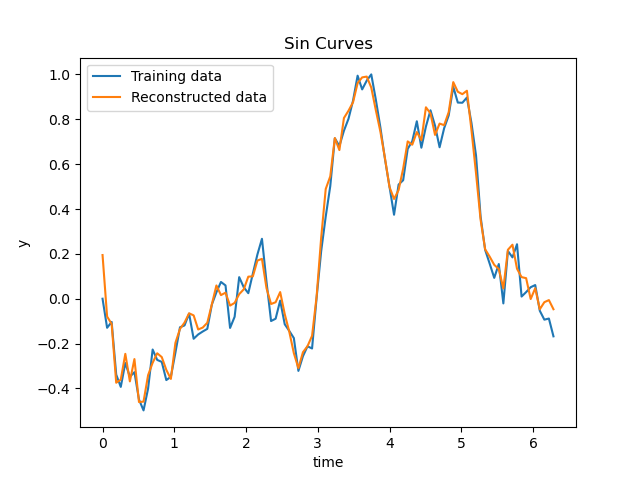 Sin Curves
Training data
Reconstructed data
1.0
0.8
0.6
0.4
0.2
0.0
−0.2
−0.4
y
0 1 2 3 4 5 6
time